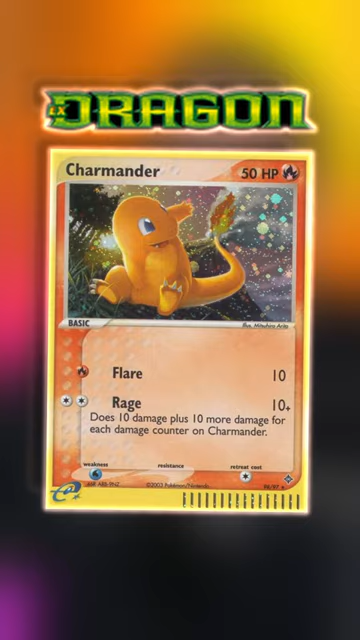 EX DRAGON
Charmander
50 HP
BASIC
Illus. Mitsuhiro Arita
Flare 10
Rage 10+
Does 10 damage plus 10 more damage for
each damage counter on Charmander.
weakness resistance retreat cost
©2003 Pokémon/Nintendo